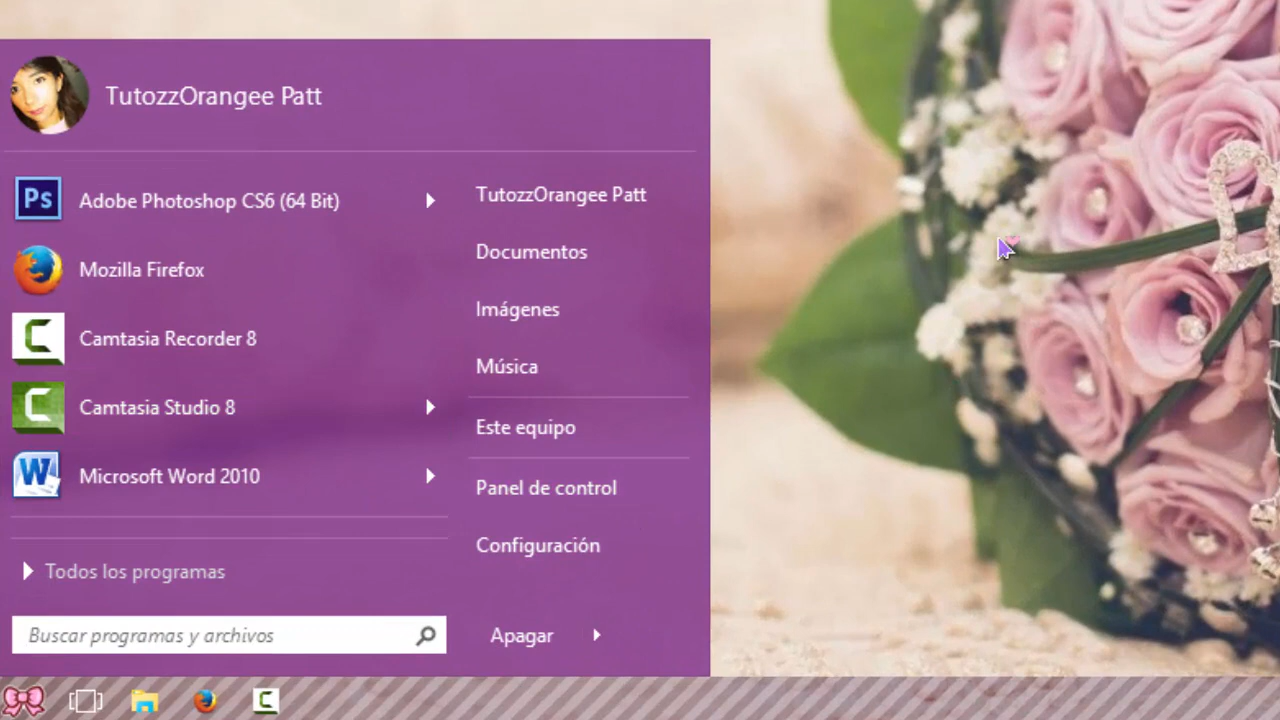 TutozzOrangee Patt
Ps
Adobe Photoshop CS6 (64 Bit)
Mozilla Firefox
C
Camtasia Recorder 8
C
Camtasia Studio 8
W
Microsoft Word 2010
Todos los programas
Buscar programas y archivos
TutozzOrangee Patt
Documentos
Imágenes
Música
Este equipo
Panel de control
Configuración
Apagar
C